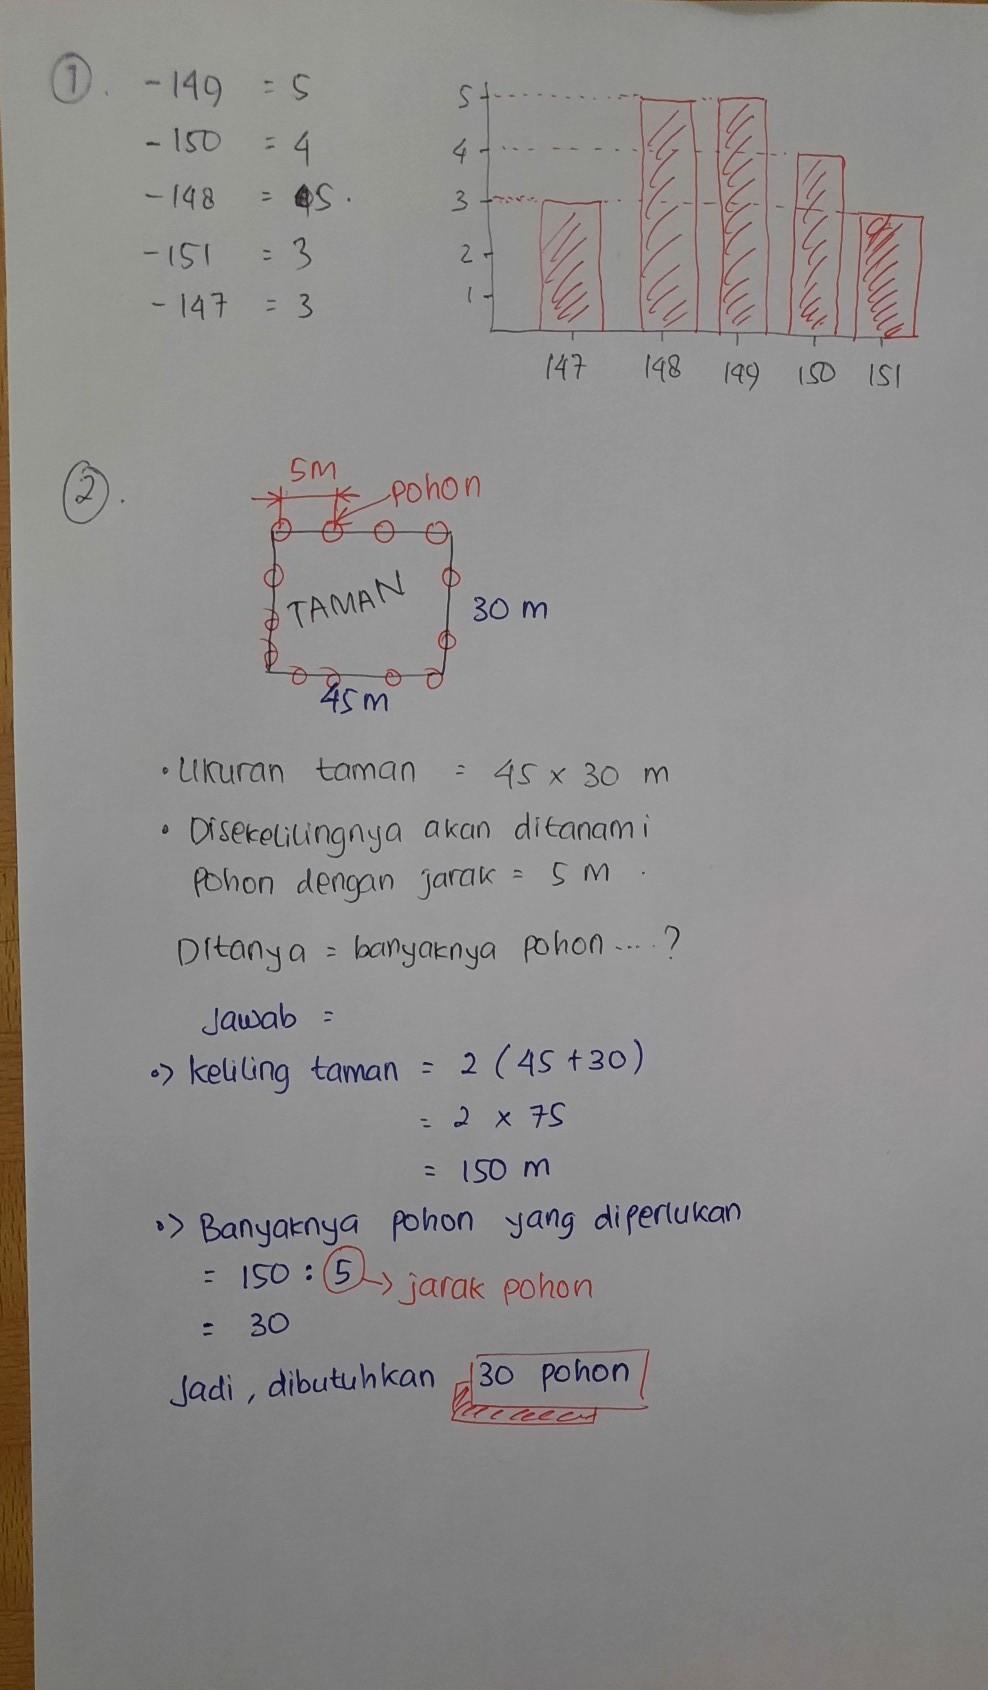 1.
- 149 = 5
- 150 = 4
- 148 = 5.
- 151 = 3
- 147 = 3
5
4
3
2
1
147 148 149 150 151
2.
5M
pohon
TAMAN
30 m
45 m
• Ukuran taman = 45 x 30 m
• Disekelilingnya akan ditanami
pohon dengan jarak = 5 M.
Ditanya = banyaknya pohon .... ?
Jawab =
•> keliling taman = 2 (45 + 30)
= 2 x 75
= 150 m
•> Banyaknya pohon yang diperlukan
= 150 : 5 → jarak pohon
= 30
Jadi, dibutuhkan 30 pohon